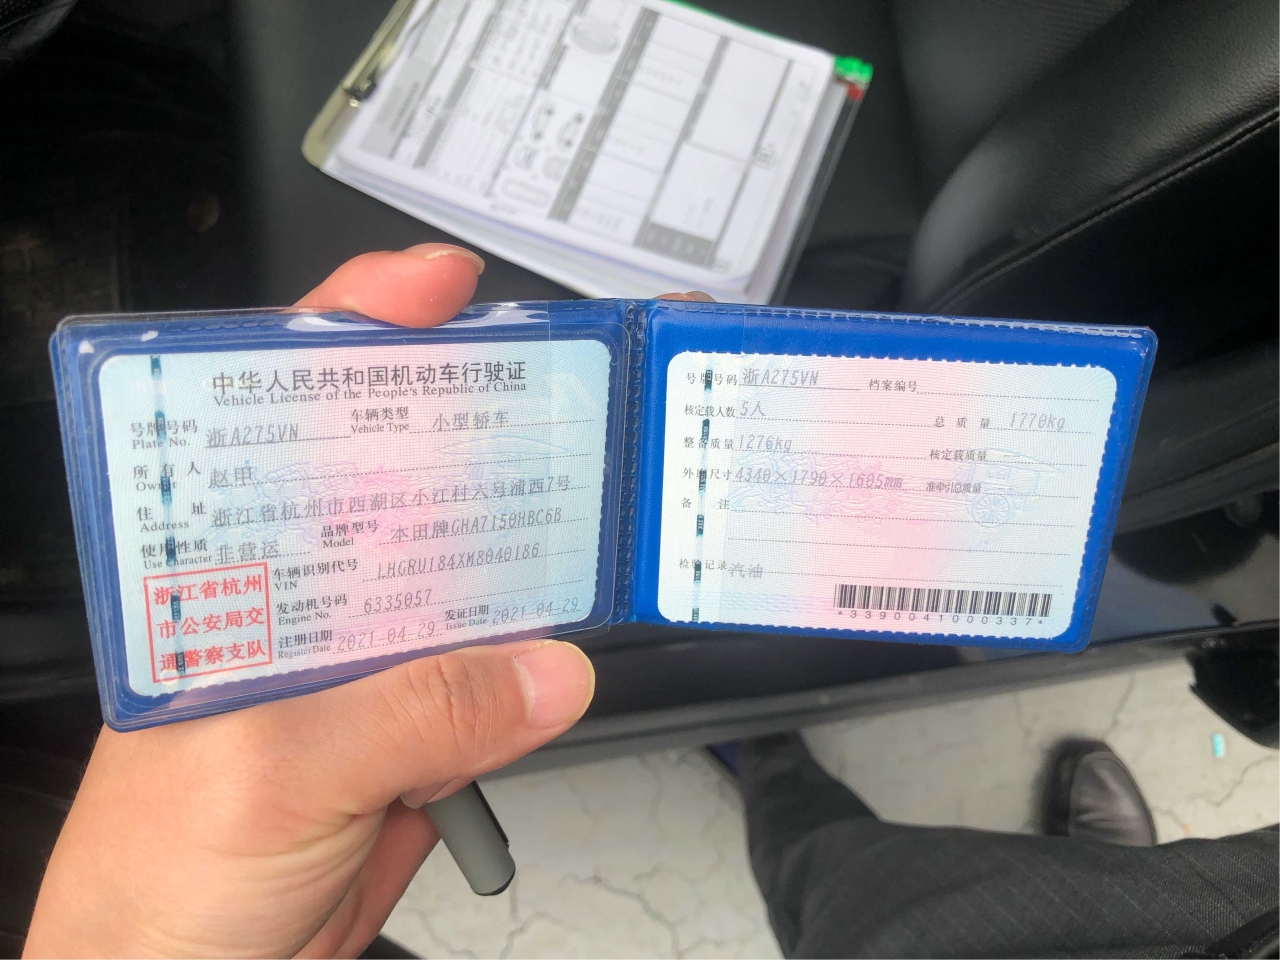 中华人民共和国机动车行驶证
Vehicle License of the People's Republic of China
号牌号码 浙A275VN 车辆类型 小型轿车
Plate No. Vehicle Type
所有人 赵甲
Owner
住址 浙江省杭州市西湖区小江村六号浦西7号
Address
使用性质 非营运 品牌型号 本田牌GHA7150HBC6B
Use Character Model
车辆识别代号 LHGRU184XM8040186
VIN
发动机号码 6335057
Engine No.
注册日期 2021-04-29 发证日期 2021-04-29
Register Date Issue Date
浙江省杭州
市公安局交
通警察支队
号牌号码 浙A275VN 档案编号
核定载人数 5人 总质量 1770kg
整备质量 1276kg 核定载质量
外廓尺寸 4340×1790×1605mm 准牵引总质量
备注
检验记录 汽油
*3390041000337*